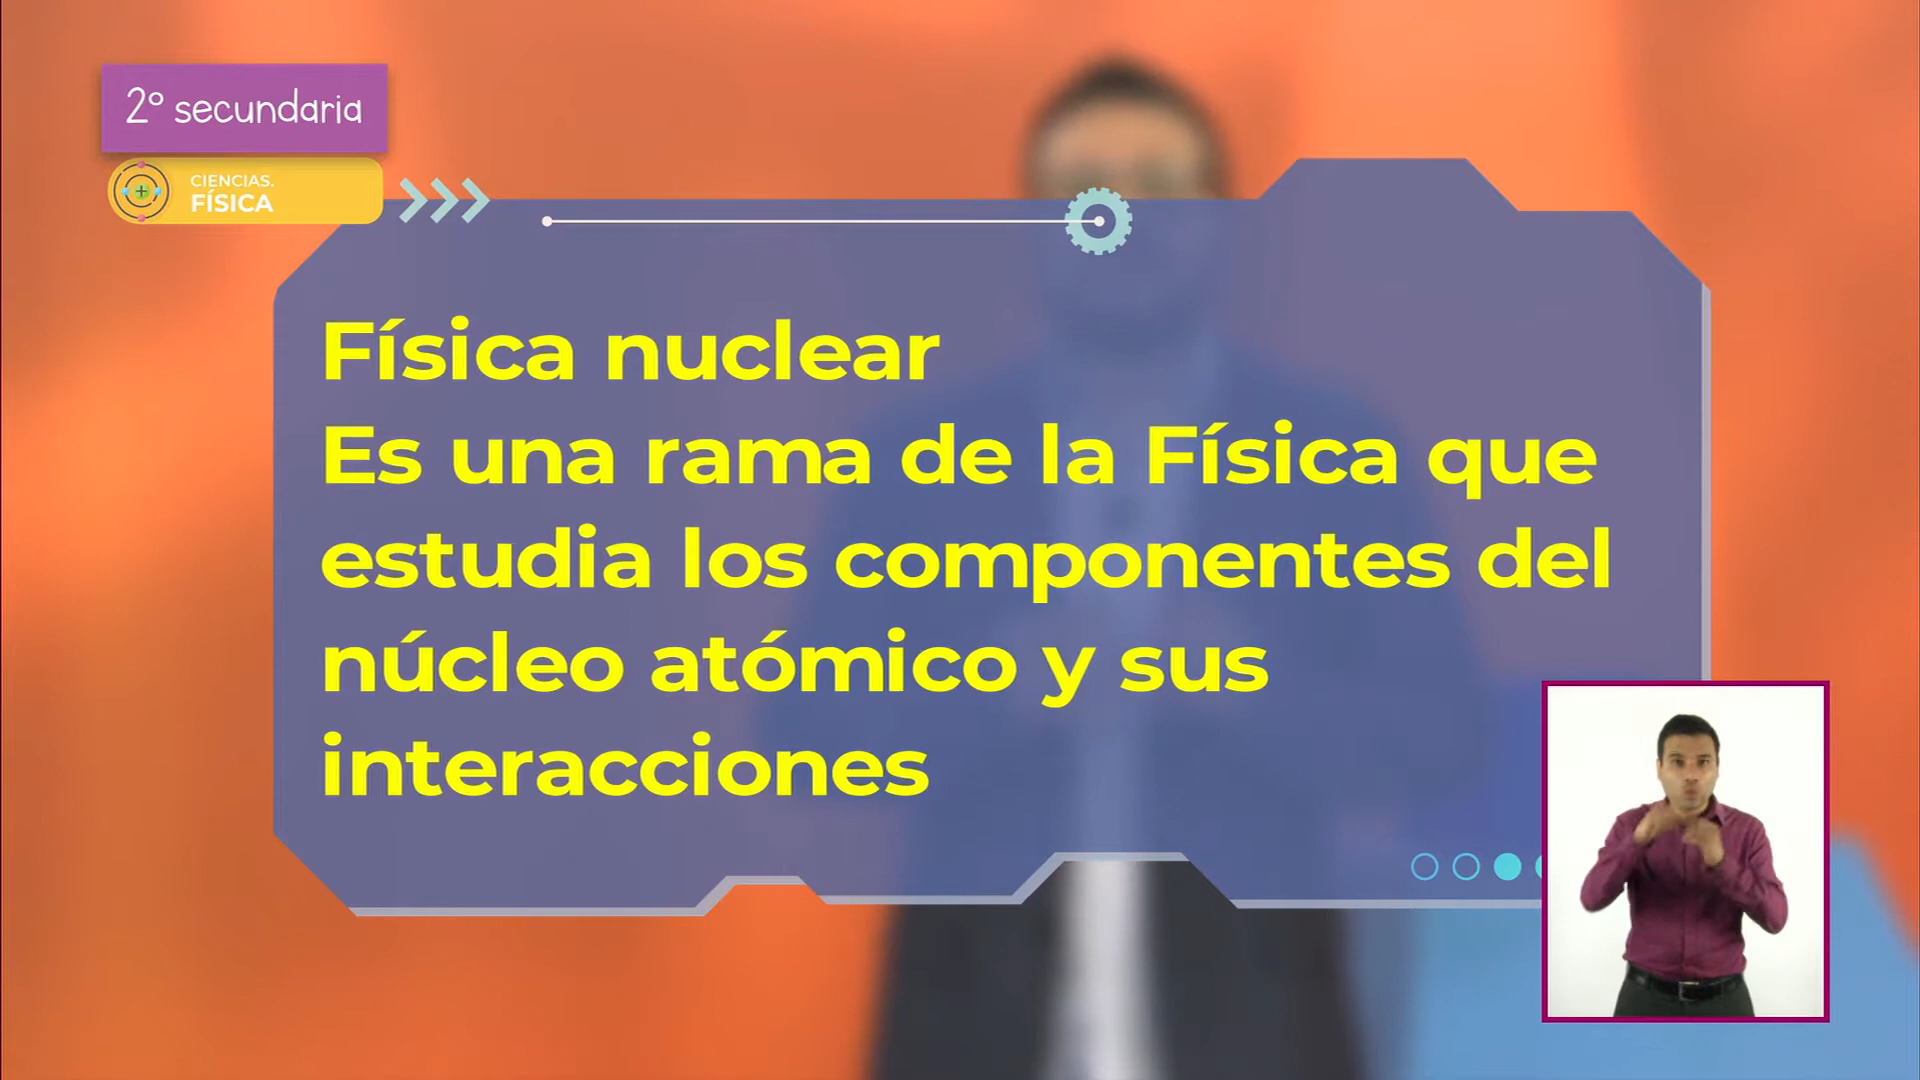 2° secundaria
CIENCIAS.
FÍSICA
Física nuclear
Es una rama de la Física que
estudia los componentes del
núcleo atómico y sus
interacciones